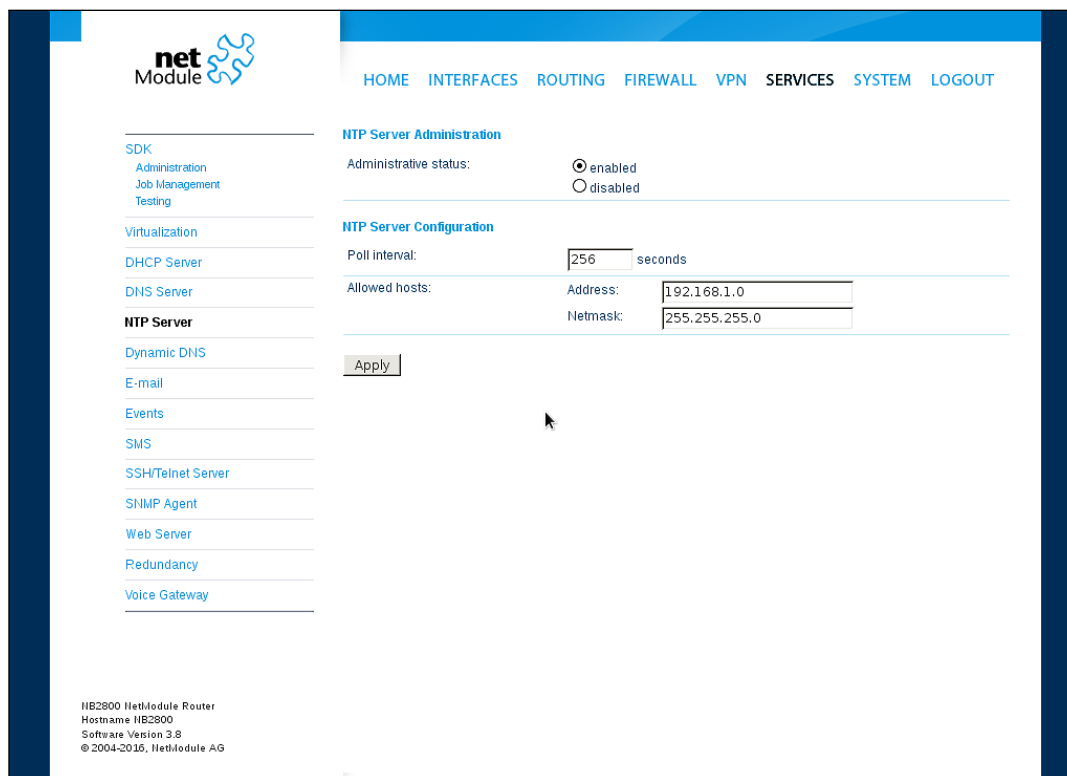 net
Module
HOME INTERFACES ROUTING FIREWALL VPN SERVICES SYSTEM LOGOUT
SDK
Administration
Job Management
Testing
Virtualization
DHCP Server
DNS Server
NTP Server
Dynamic DNS
E-mail
Events
SMS
SSH/Telnet Server
SNMP Agent
Web Server
Redundancy
Voice Gateway
NTP Server Administration
Administrative status:
enabled
disabled
NTP Server Configuration
Poll interval: 256 seconds
Allowed hosts: Address: 192.168.1.0
Netmask: 255.255.255.0
Apply
NB2800 NetModule Router
Hostname NB2800
Software Version 3.8
© 2004-2016, NetModule AG